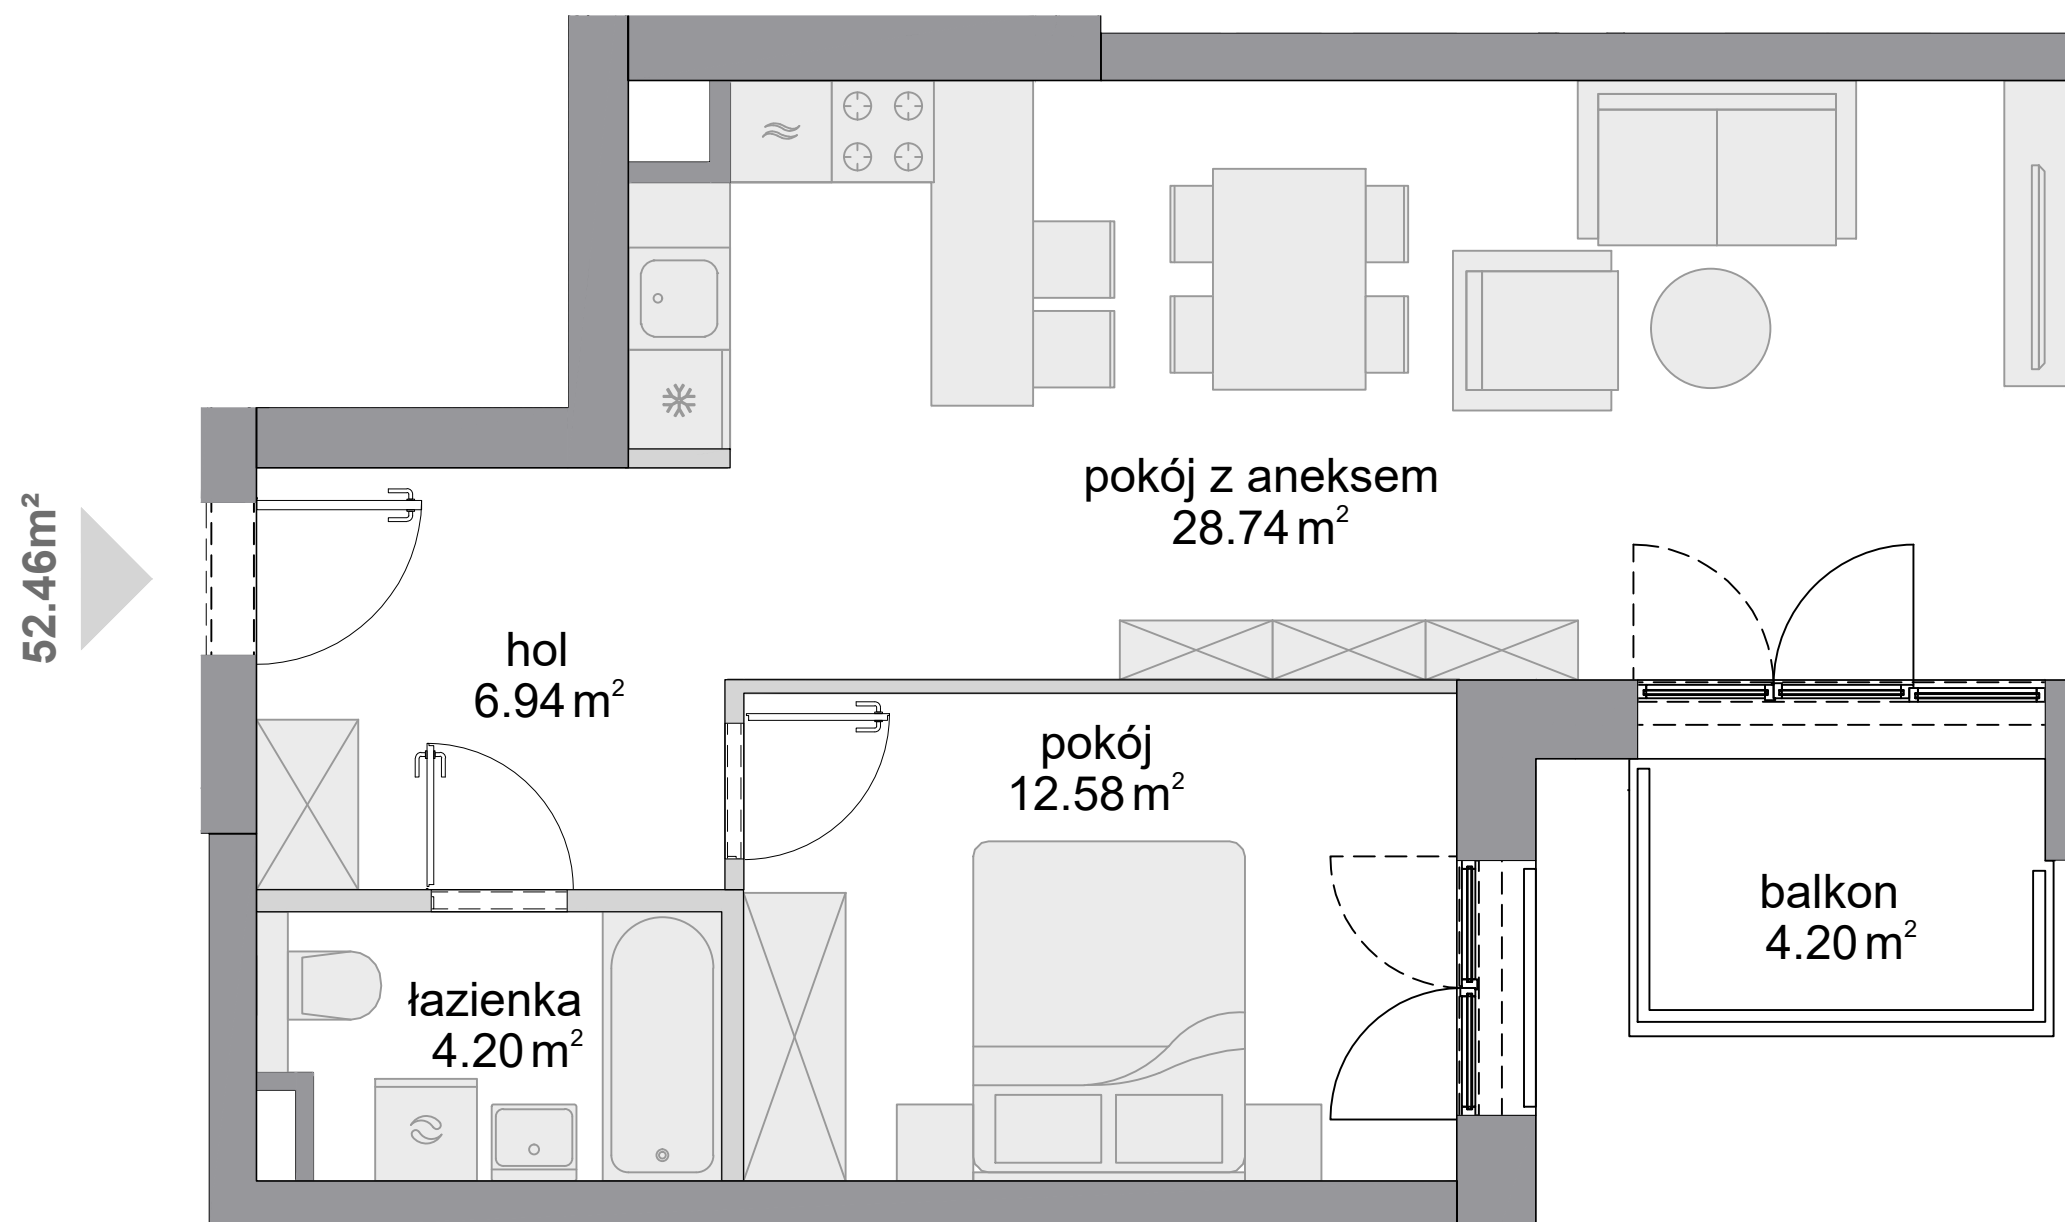 52.46m²
pokój z aneksem
28.74 m²
hol
6.94 m²
pokój
12.58 m²
balkon
4.20 m²
łazienka
4.20 m²